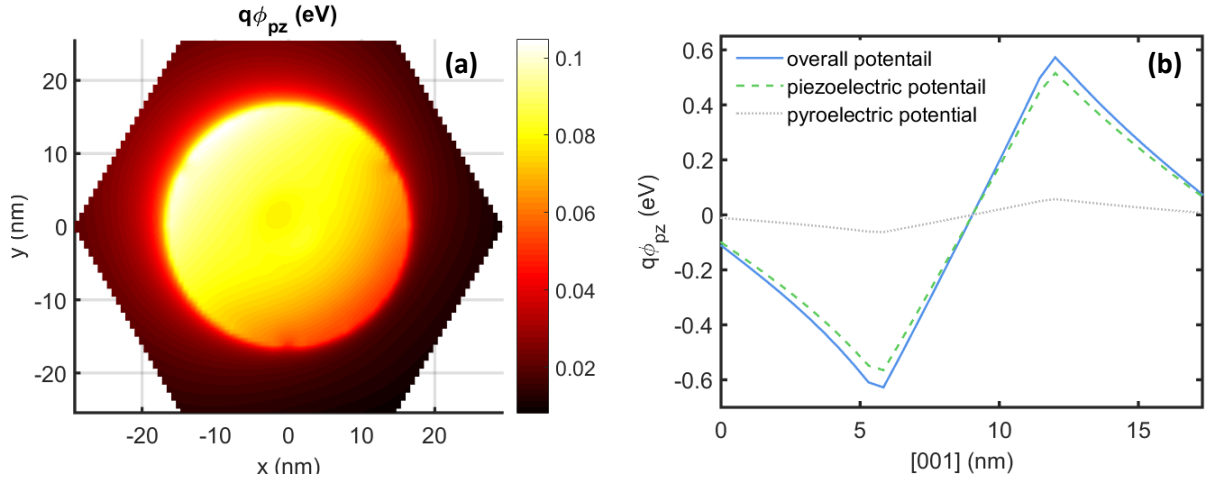 qϕpz (eV)
(a)
20
10
0
-10
-20
y (nm)
-20
-10
0
10
20
x (nm)
0.1
0.08
0.06
0.04
0.02
(b)
overall potentail
piezoelectric potentail
pyroelectric potential
0.6
0.4
0.2
0
-0.2
-0.4
-0.6
qϕpz (eV)
0
5
10
15
[001] (nm)